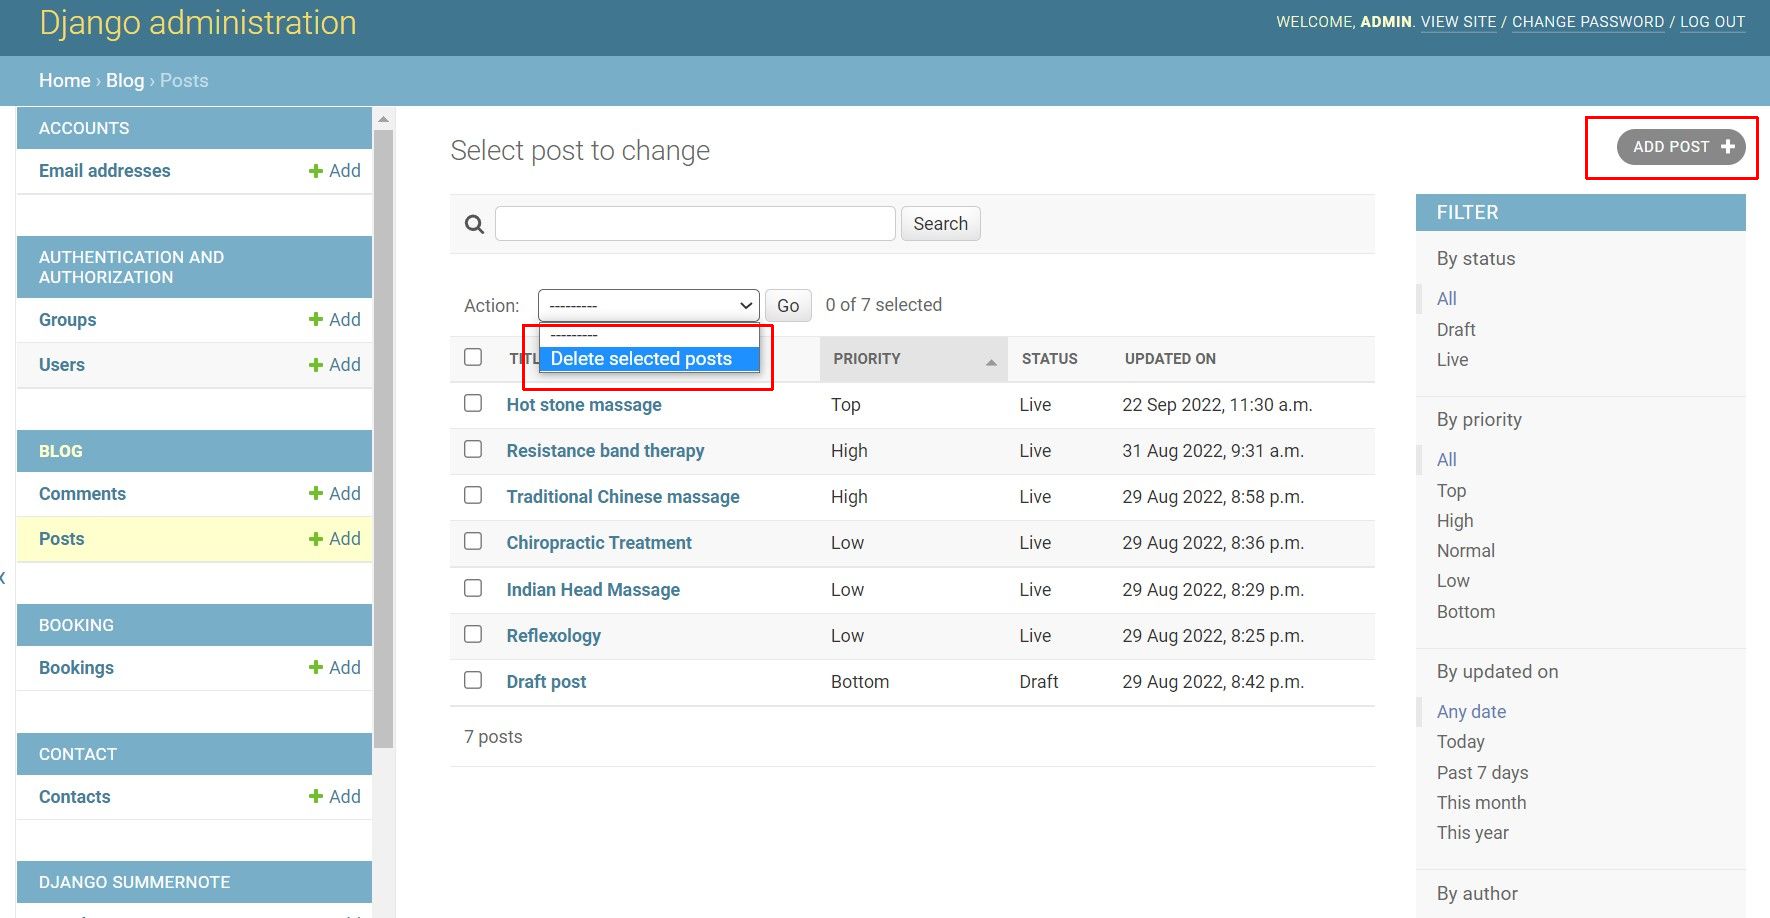 Django administration
WELCOME, ADMIN. VIEW SITE / CHANGE PASSWORD / LOG OUT
Home › Blog › Posts
ACCOUNTS
Email addresses + Add
AUTHENTICATION AND
AUTHORIZATION
Groups + Add
Users + Add
BLOG
Comments + Add
Posts + Add
BOOKING
Bookings + Add
CONTACT
Contacts + Add
DJANGO SUMMERNOTE
Select post to change
ADD POST +
Search
Action: --------- Go 0 of 7 selected
---------
Delete selected posts
PRIORITY STATUS UPDATED ON
Hot stone massage Top Live 22 Sep 2022, 11:30 a.m.
Resistance band therapy High Live 31 Aug 2022, 9:31 a.m.
Traditional Chinese massage High Live 29 Aug 2022, 8:58 p.m.
Chiropractic Treatment Low Live 29 Aug 2022, 8:36 p.m.
Indian Head Massage Low Live 29 Aug 2022, 8:29 p.m.
Reflexology Low Live 29 Aug 2022, 8:25 p.m.
Draft post Bottom Draft 29 Aug 2022, 8:42 p.m.
7 posts
FILTER
By status
All
Draft
Live
By priority
All
Top
High
Normal
Low
Bottom
By updated on
Any date
Today
Past 7 days
This month
This year
By author